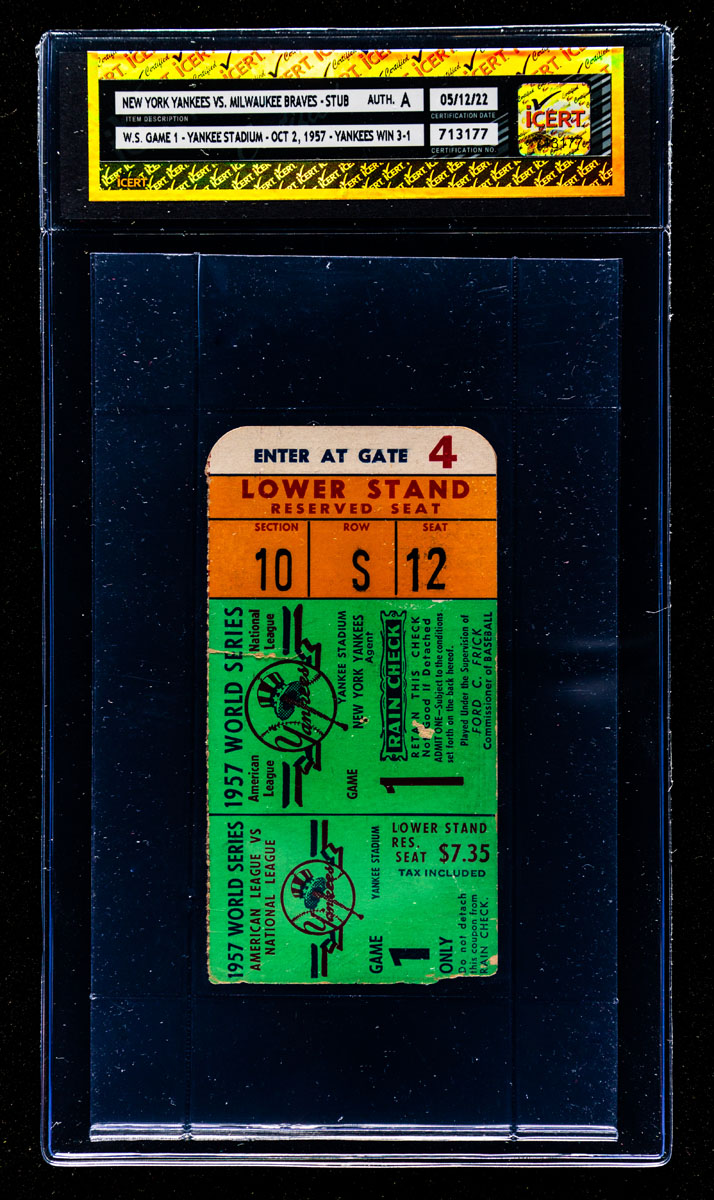 NEW YORK YANKEES VS. MILWAUKEE BRAVES - STUB AUTH. A
ITEM DESCRIPTION
W.S. GAME 1 - YANKEE STADIUM - OCT 2, 1957 - YANKEES WIN 3-1
05/12/22
CERTIFICATION DATE
713177
CERTIFICATION NO.
iCERT
iCERT
ENTER AT GATE 4
LOWER STAND
RESERVED SEAT
SECTION ROW SEAT
10 S 12
1957 WORLD SERIES
American League
National League
Yankees
YANKEE STADIUM
NEW YORK YANKEES
Agent
GAME 1
RAIN CHECK
RETAIN THIS CHECK
Not Good If Detached
ADMIT ONE-Subject to the conditions
set forth on the back hereof.
Played Under the Supervision of
FORD C. FRICK
Commissioner of BASEBALL
1957 WORLD SERIES
AMERICAN LEAGUE VS
NATIONAL LEAGUE
Yankees
YANKEE STADIUM
GAME 1 ONLY
LOWER STAND
RES.
SEAT $7.35
TAX INCLUDED
Do not detach
this coupon from
RAIN CHECK.